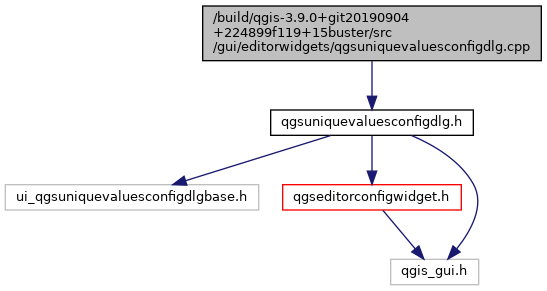 /build/qgis-3.9.0+git20190904
+224899f119+15buster/src
/gui/editorwidgets/qgsuniquevaluesconfigdlg.cpp
qgsuniquevaluesconfigdlg.h
ui_qgsuniquevaluesconfigdlgbase.h
qgseditorconfigwidget.h
qgis_gui.h